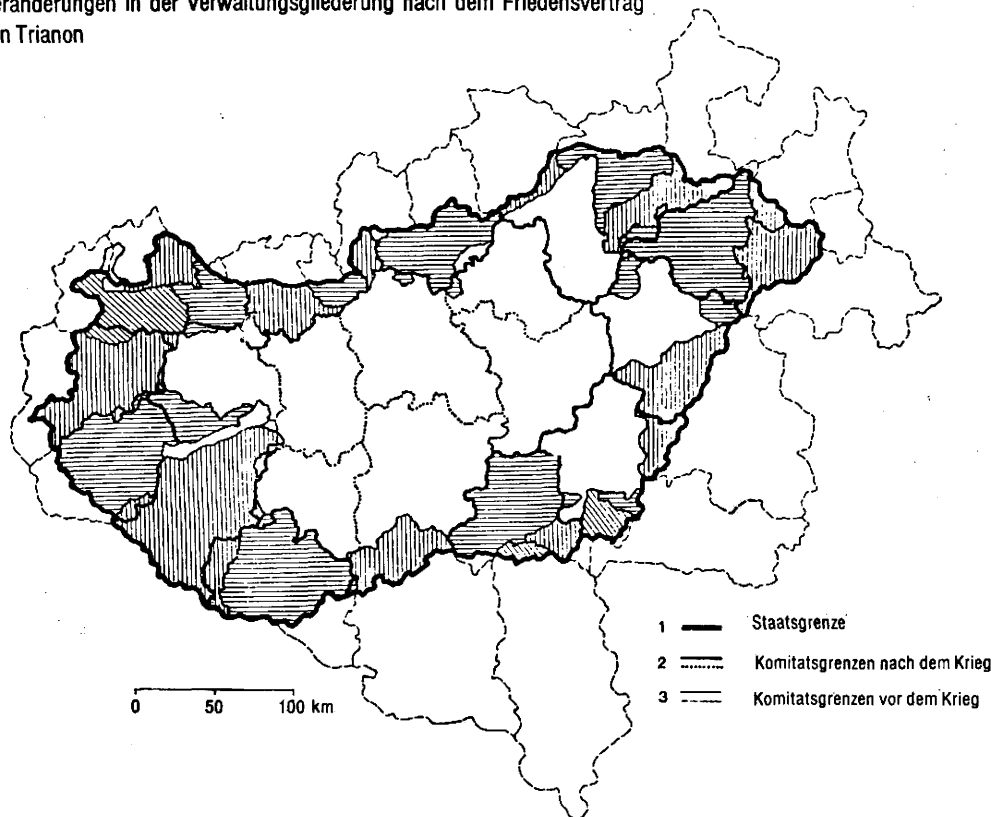 eränderungen in der Verwaltungsgliederung nach dem Friedensvertrag
n Trianon
1 Staatsgrenze
2 Komitatsgrenzen nach dem Krieg
3 Komitatsgrenzen vor dem Krieg
0 50 100 km